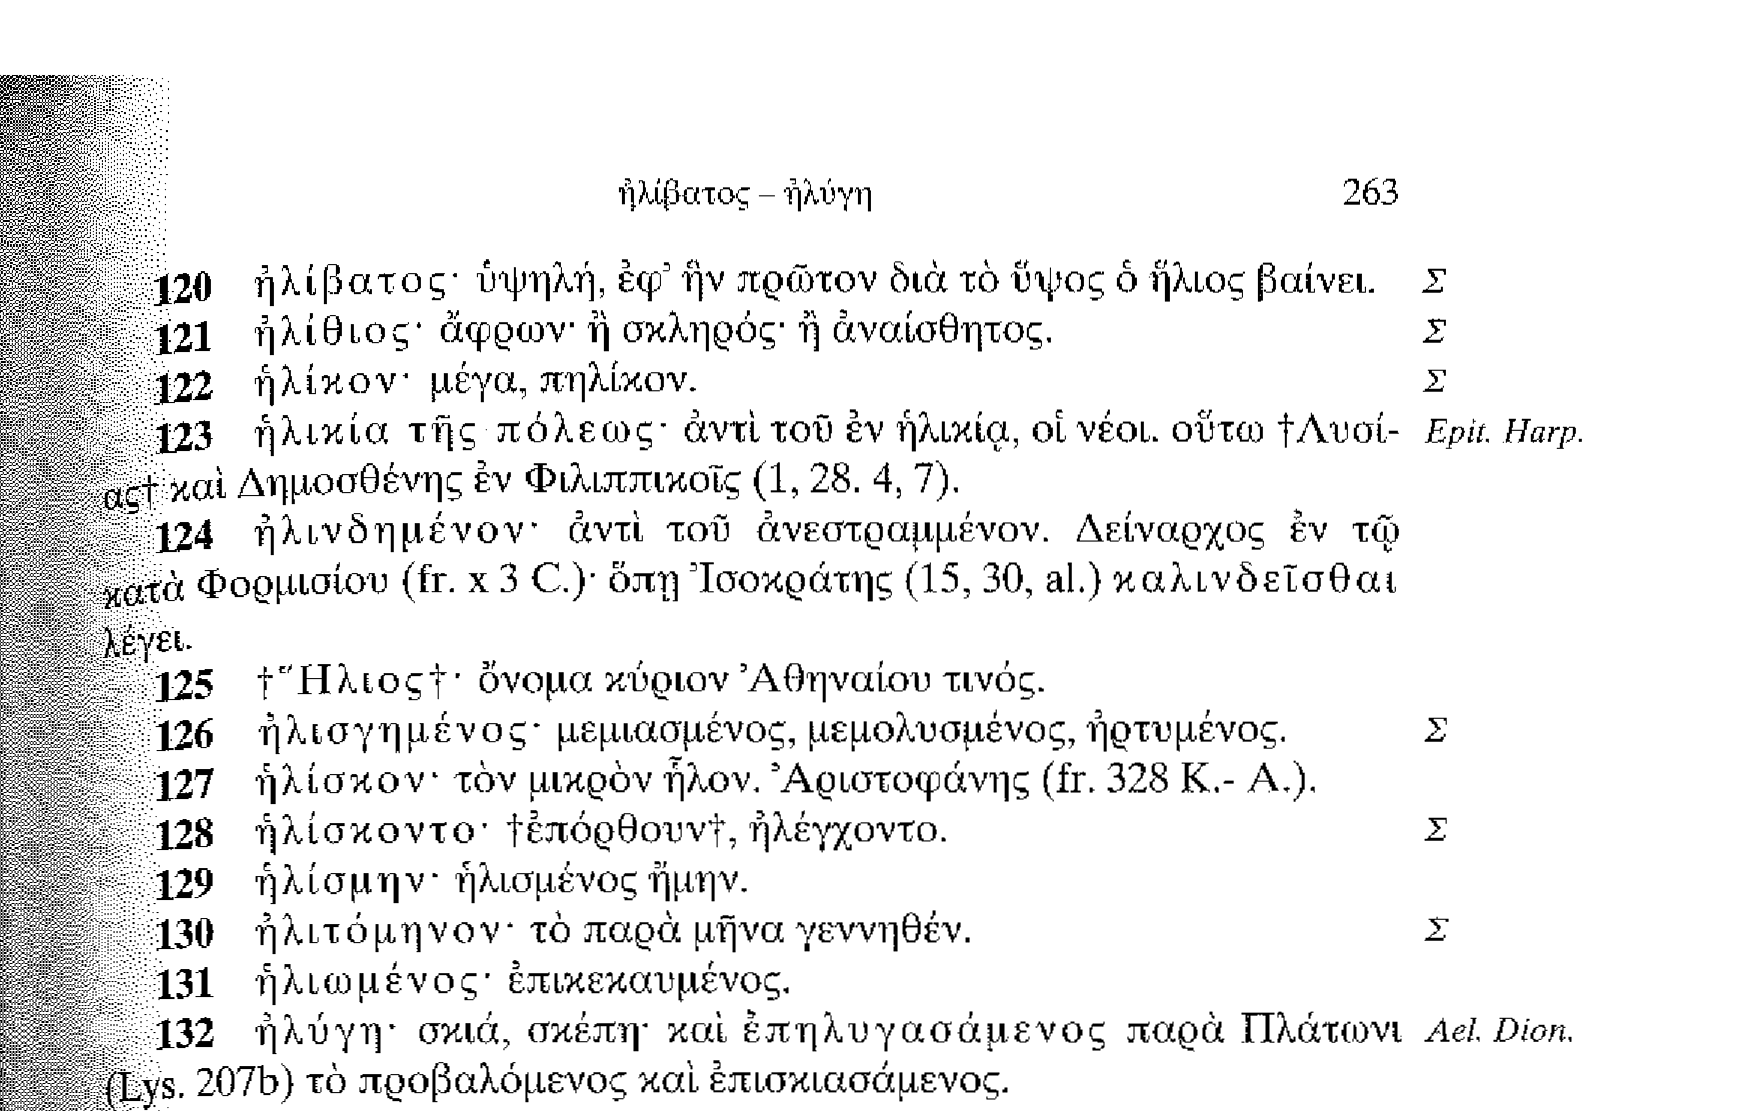 ἠλίβατος – ἠλύγη 263
120 ἠλίβατος· ὑψηλή, ἐφ’ ἣν πρῶτον διὰ τὸ ὕψος ὁ ἥλιος βαίνει. Σ
121 ἠλίθιος· ἄφρων· ἢ σκληρός· ἢ ἀναίσθητος. Σ
122 ἡλίκον· μέγα, πηλίκον. Σ
123 ἡλικία τῆς πόλεως· ἀντὶ τοῦ ἐν ἡλικίᾳ, οἱ νέοι. οὕτω †Λυσί- Epit. Harp.
ας† καὶ Δημοσθένης ἐν Φιλιππικοῖς (1, 28. 4, 7).
124 ἠλινδημένον· ἀντὶ τοῦ ἀνεστραμμένον. Δείναρχος ἐν τῷ
κατὰ Φορμισίου (fr. x 3 C.)· ὅπῃ Ἰσοκράτης (15, 30, al.) καλινδεῖσθαι
λέγει.
125 †Ἥλιος†· ὄνομα κύριον Ἀθηναίου τινός.
126 ἠλισγημένος· μεμιασμένος, μεμολυσμένος, ἠρτυμένος. Σ
127 ἡλίσκον· τὸν μικρὸν ἧλον. Ἀριστοφάνης (fr. 328 K.- A.).
128 ἡλίσκοντο· †ἐπόρθουν†, ἠλέγχοντο. Σ
129 ἡλίσμην· ἡλισμένος ἤμην.
130 ἠλιτόμηνον· τὸ παρὰ μῆνα γεννηθέν. Σ
131 ἡλιωμένος· ἐπικεκαυμένος.
132 ἠλύγη· σκιά, σκέπη· καὶ ἐπηλυγασάμενος παρὰ Πλάτωνι Ael. Dion.
(Lys. 207b) τὸ προβαλόμενος καὶ ἐπισκιασάμενος.